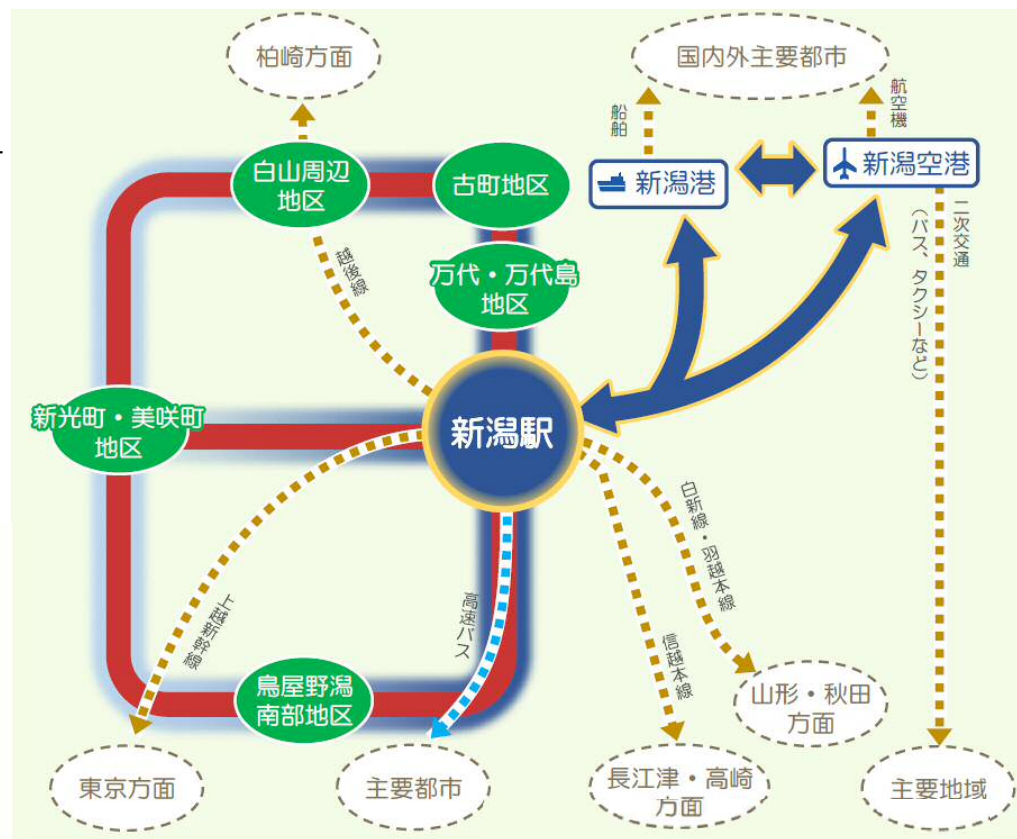 柏崎方面
国内外主要都市
船舶
航空機
白山周辺
地区
古町地区
新潟港
新潟空港
越後線
万代・万代島
地区
二次交通
（バス、タクシーなど）
新光町・美咲町
地区
新潟駅
上越新幹線
高速バス
白新線・羽越本線
信越本線
鳥屋野潟
南部地区
山形・秋田
方面
東京方面
主要都市
長江津・高崎
方面
主要地域